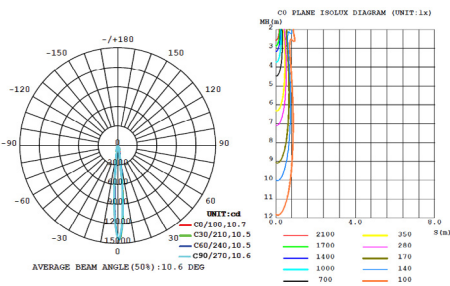 -/+180
-150 150
-120 120
-90 90
-60 60
-30 30
0
0
3000
6000
9000
12000
15000
UNIT:cd
C0/180,10.7
C30/210,10.5
C60/240,10.5
C90/270,10.6
AVERAGE BEAM ANGLE(50%):10.6 DEG
C0 PLANE ISOLUX DIAGRAM (UNIT:lx)
MH(m)
2
3
4
5
6
7
8
9
10
11
12
0.0 4.0 8.0
S(m)
2100 350
1700 280
1400 170
1000 140
700 100